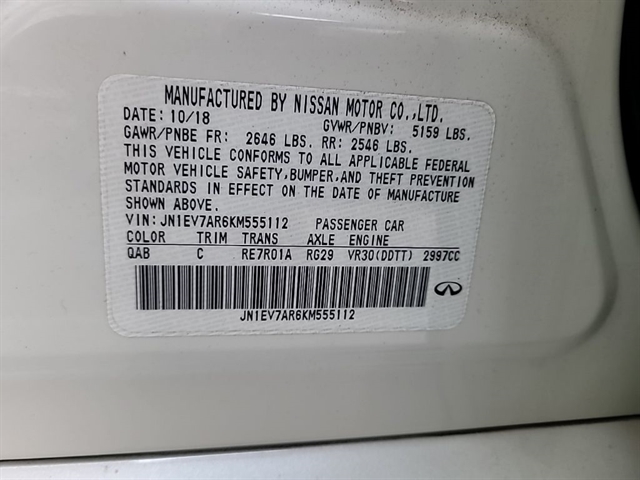 MANUFACTURED BY NISSAN MOTOR CO.,LTD.
DATE: 10/18 GVWR/PNBV: 5159 LBS.
GAWR/PNBE FR: 2646 LBS. RR: 2546 LBS.
THIS VEHICLE CONFORMS TO ALL APPLICABLE FEDERAL
MOTOR VEHICLE SAFETY,BUMPER,AND THEFT PREVENTION
STANDARDS IN EFFECT ON THE DATE OF MANUFACTURE
SHOWN ABOVE.
VIN: JN1EV7AR6KM555112 PASSENGER CAR
COLOR TRIM TRANS AXLE ENGINE
QAB C RE7R01A RG29 VR30(DDTT) 2997CC
JN1EV7AR6KM555112